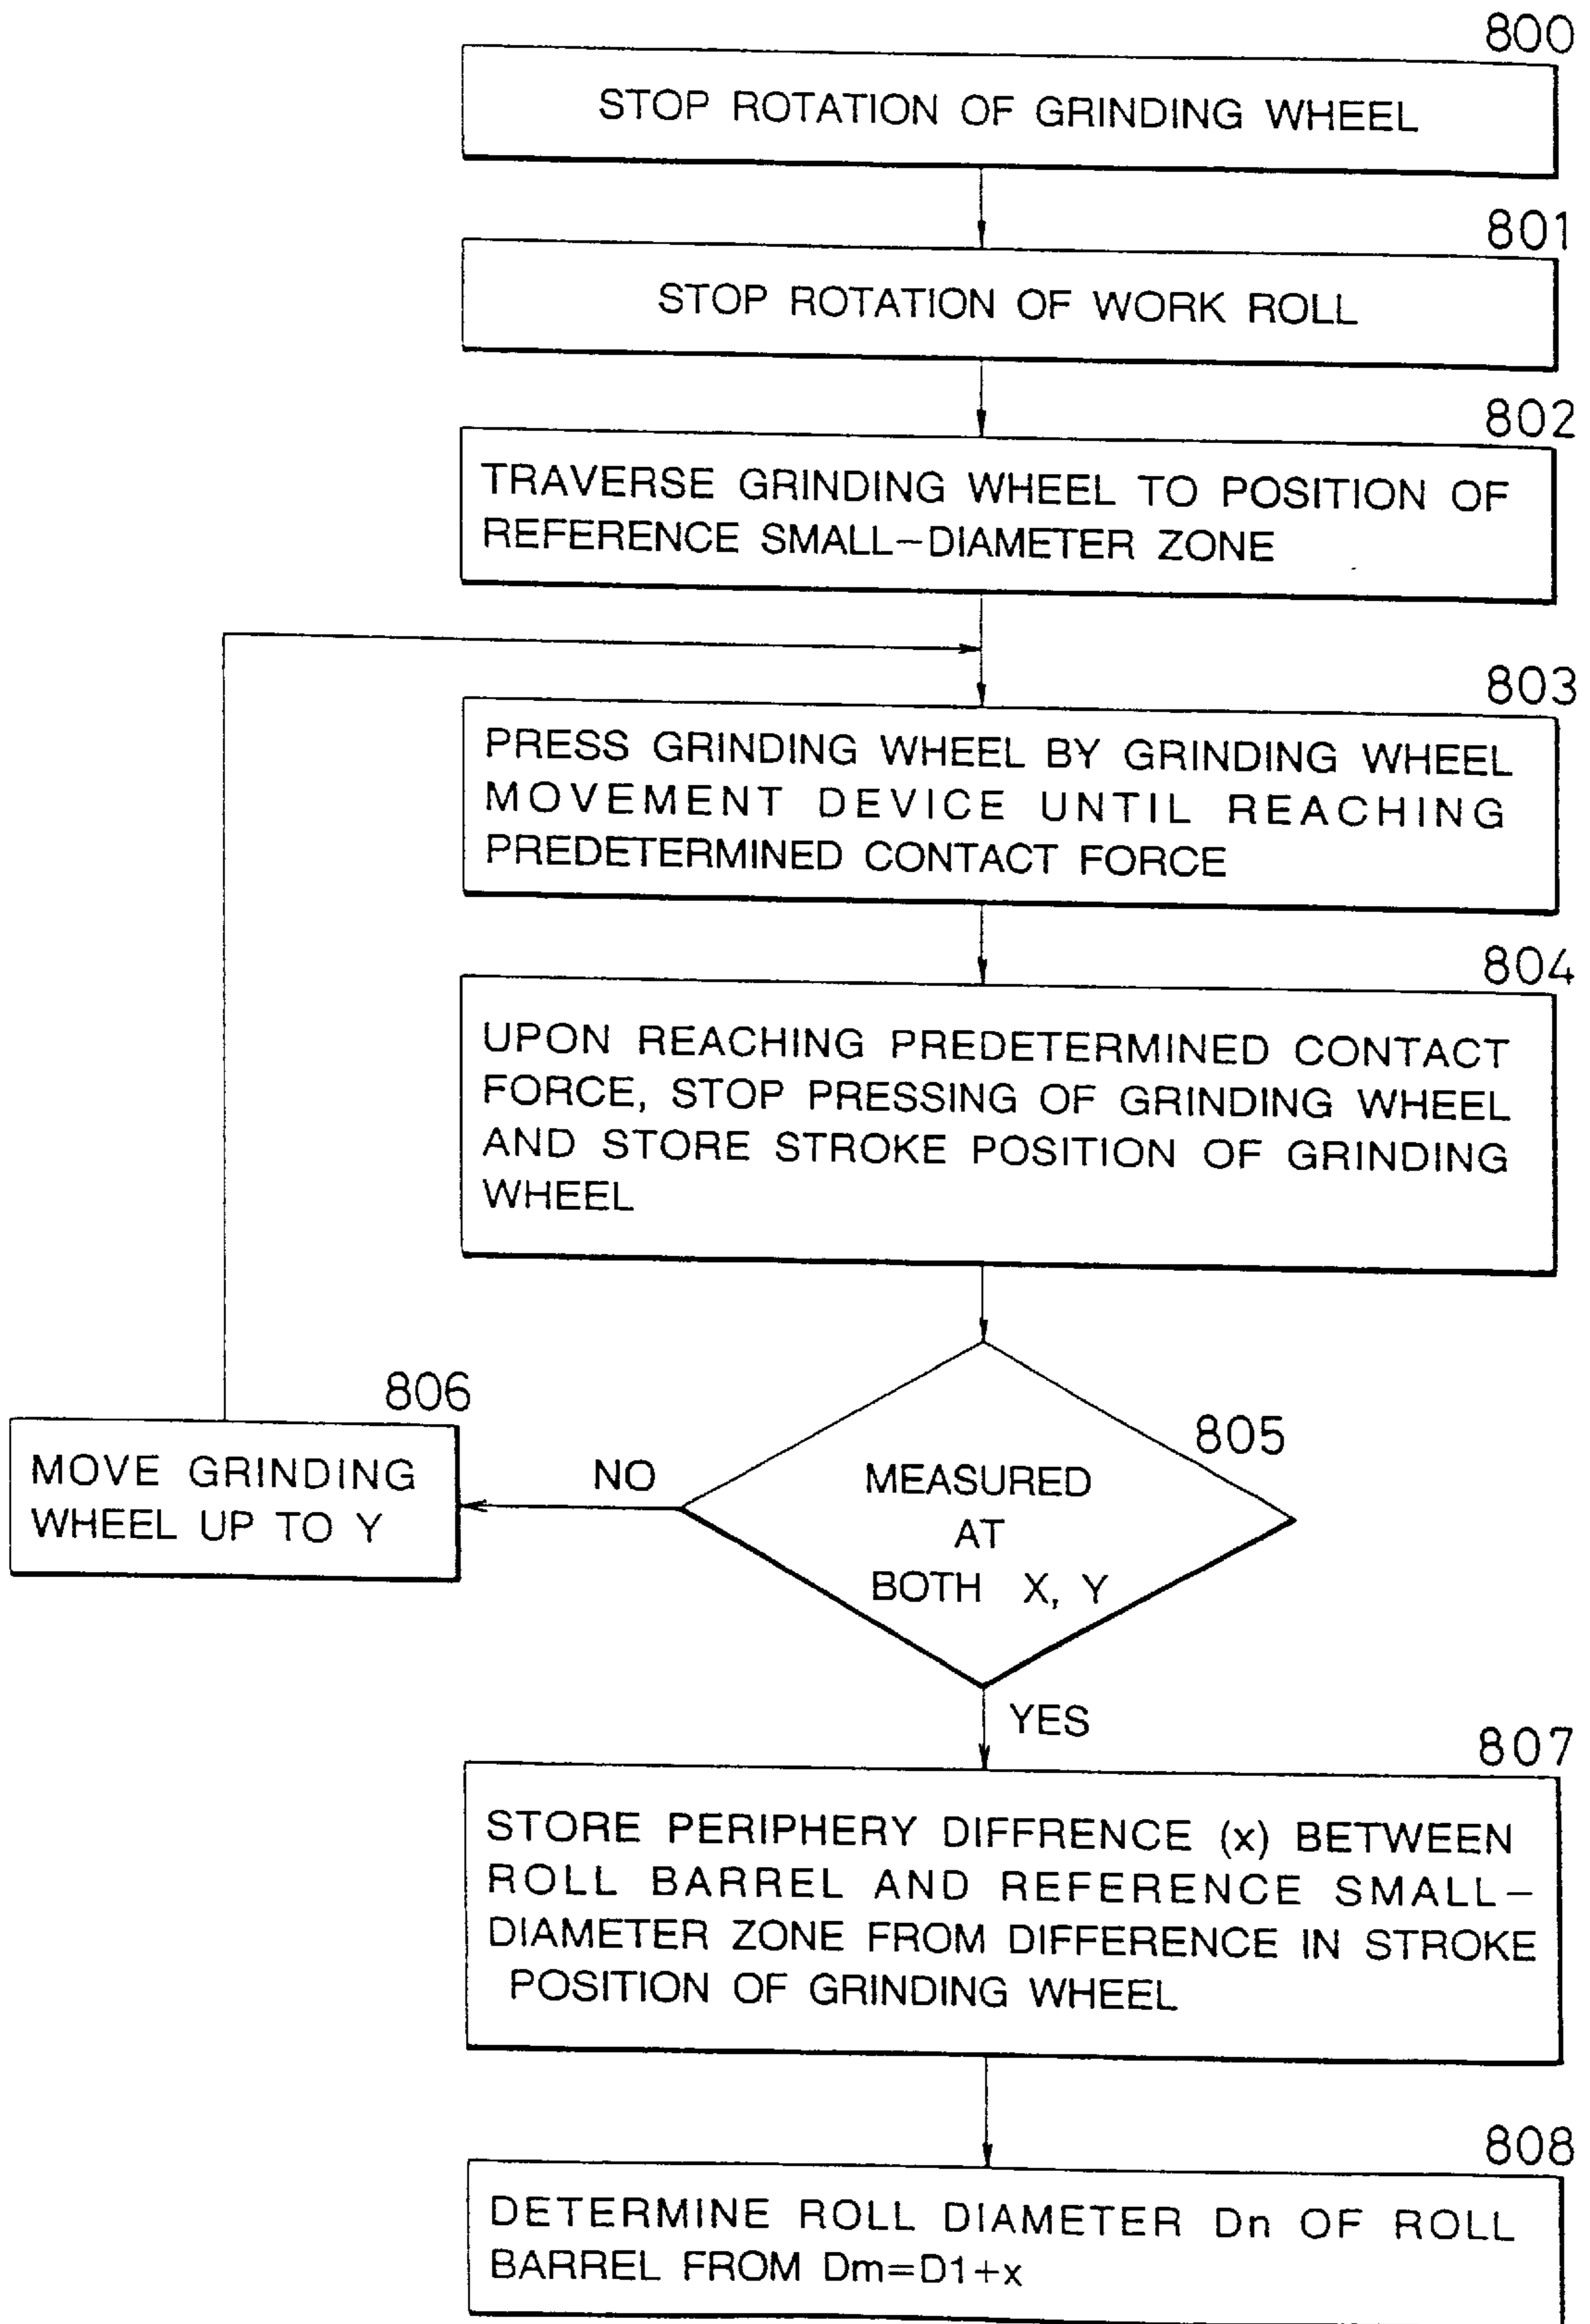 800
STOP ROTATION OF GRINDING WHEEL
801
STOP ROTATION OF WORK ROLL
802
TRAVERSE GRINDING WHEEL TO POSITION OF
REFERENCE SMALL-DIAMETER ZONE
803
PRESS GRINDING WHEEL BY GRINDING WHEEL
MOVEMENT DEVICE UNTIL REACHING
PREDETERMINED CONTACT FORCE
804
UPON REACHING PREDETERMINED CONTACT
FORCE, STOP PRESSING OF GRINDING WHEEL
AND STORE STROKE POSITION OF GRINDING
WHEEL
805
MEASURED
AT
BOTH X, Y
NO
806
MOVE GRINDING
WHEEL UP TO Y
YES
807
STORE PERIPHERY DIFFRENCE (x) BETWEEN
ROLL BARREL AND REFERENCE SMALL-
DIAMETER ZONE FROM DIFFERENCE IN STROKE
POSITION OF GRINDING WHEEL
808
DETERMINE ROLL DIAMETER Dn OF ROLL
BARREL FROM Dm=D1+x